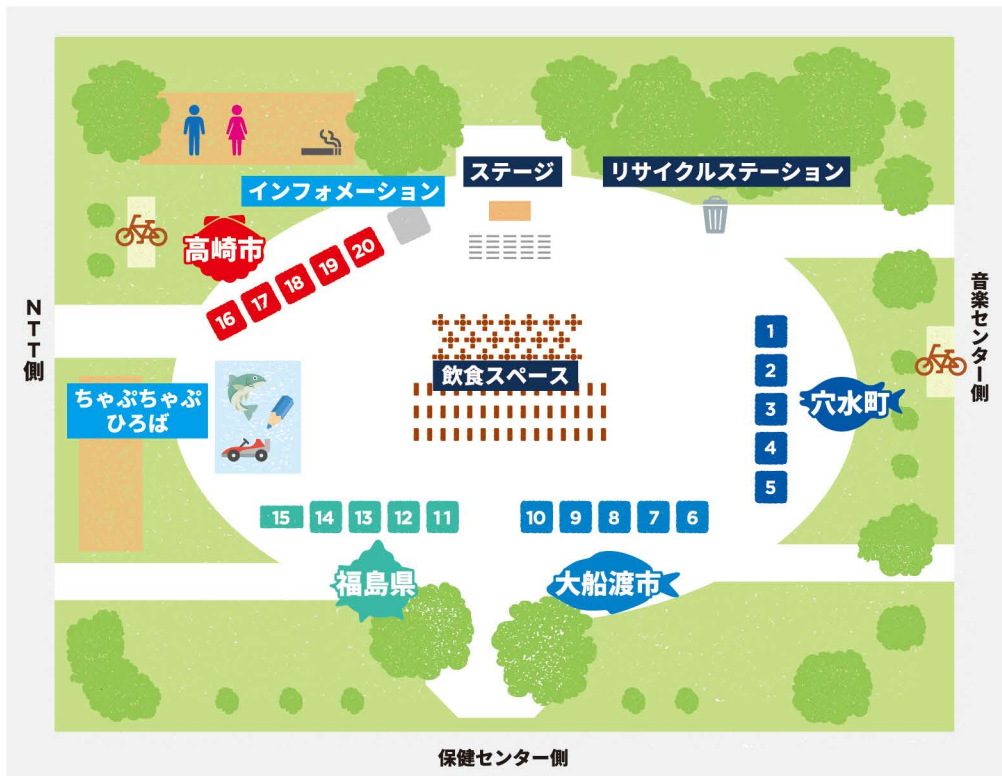 ステージ
リサイクルステーション
インフォメーション
高崎市
20
19
18
17
16
NTT側
音楽センター側
飲食スペース
1
2
3
4
5
穴水町
ちゃぷちゃぷ
ひろば
15 14 13 12 11
10 9 8 7 6
福島県
大船渡市
保健センター側